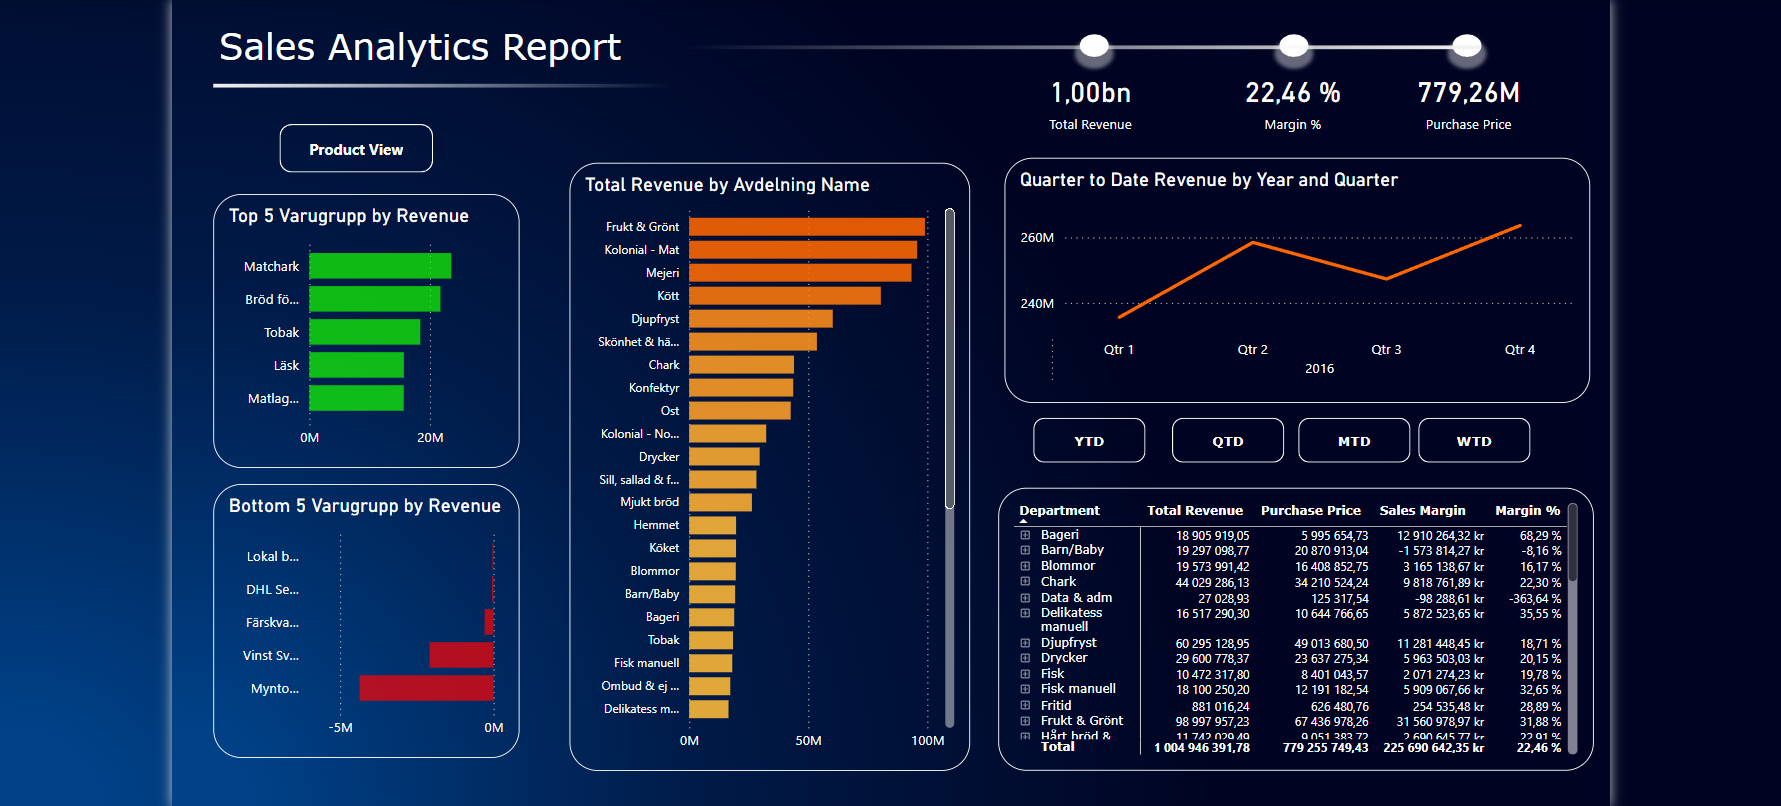 Sales Analytics Report
1,00bn
Total Revenue
22,46 %
Margin %
779,26M
Purchase Price
Product View
Top 5 Varugrupp by Revenue
Matchark
Bröd fö...
Tobak
Läsk
Matlag...
0M
20M
Bottom 5 Varugrupp by Revenue
Lokal b...
DHL Se...
Färskva...
Vinst Sv...
Mynto...
-5M
0M
Total Revenue by Avdelning Name
Frukt & Grönt
Kolonial - Mat
Mejeri
Kött
Djupfryst
Skönhet & hä...
Chark
Konfektyr
Ost
Kolonial - No...
Drycker
Sill, sallad & f...
Mjukt bröd
Hemmet
Köket
Blommor
Barn/Baby
Bageri
Tobak
Fisk manuell
Ombud & ej ...
Delikatess m...
0M
50M
100M
Quarter to Date Revenue by Year and Quarter
260M
240M
Qtr 1
Qtr 2
Qtr 3
Qtr 4
2016
YTD
QTD
MTD
WTD
Department Total Revenue Purchase Price Sales Margin Margin %
Bageri 18 905 919,05 5 995 654,73 12 910 264,32 kr 68,29 %
Barn/Baby 19 297 098,77 20 870 913,04 -1 573 814,27 kr -8,16 %
Blommor 19 573 991,42 16 408 852,75 3 165 138,67 kr 16,17 %
Chark 44 029 286,13 34 210 524,24 9 818 761,89 kr 22,30 %
Data & adm 27 028,93 125 317,54 -98 288,61 kr -363,64 %
Delikatess 16 517 290,30 10 644 766,65 5 872 523,65 kr 35,55 %
manuell
Djupfryst 60 295 128,95 49 013 680,50 11 281 448,45 kr 18,71 %
Drycker 29 600 778,37 23 637 275,34 5 963 503,03 kr 20,15 %
Fisk 10 472 317,80 8 401 043,57 2 071 274,23 kr 19,78 %
Fisk manuell 18 100 250,20 12 191 182,54 5 909 067,66 kr 32,65 %
Fritid 881 016,24 626 480,76 254 535,48 kr 28,89 %
Frukt & Grönt 98 997 957,23 67 436 978,26 31 560 978,97 kr 31,88 %
Hårt bröd & 11 742 029,49 9 051 383,72 2 690 645,77 kr 22,91 %
Total 1 004 946 391,78 779 255 749,43 225 690 642,35 kr 22,46 %